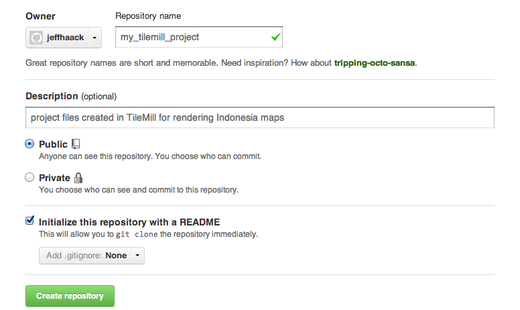 Owner Repository name
jeffhaack my_tilemill_project
Great repository names are short and memorable. Need inspiration? How about tripping-octo-sansa.
Description (optional)
project files created in TileMill for rendering Indonesia maps
Public
Anyone can see this repository. You choose who can commit.
Private
You choose who can see and commit to this repository.
Initialize this repository with a README
This will allow you to git clone the repository immediately.
Add .gitignore: None
Create repository